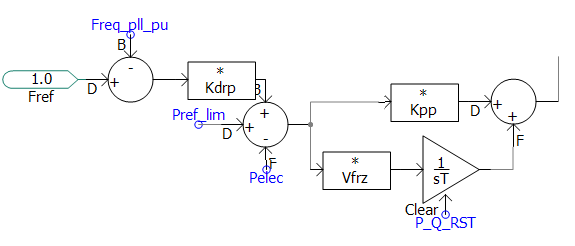 Freq_pll_pu
B
-
1.0
D
+
*
Kdrp
Fref
B
+
Pref_lim
D
+
-
F
Pelec
*
Kpp
D
+
+
F
*
Vfrz
1
sT
Clear
P_Q_RST